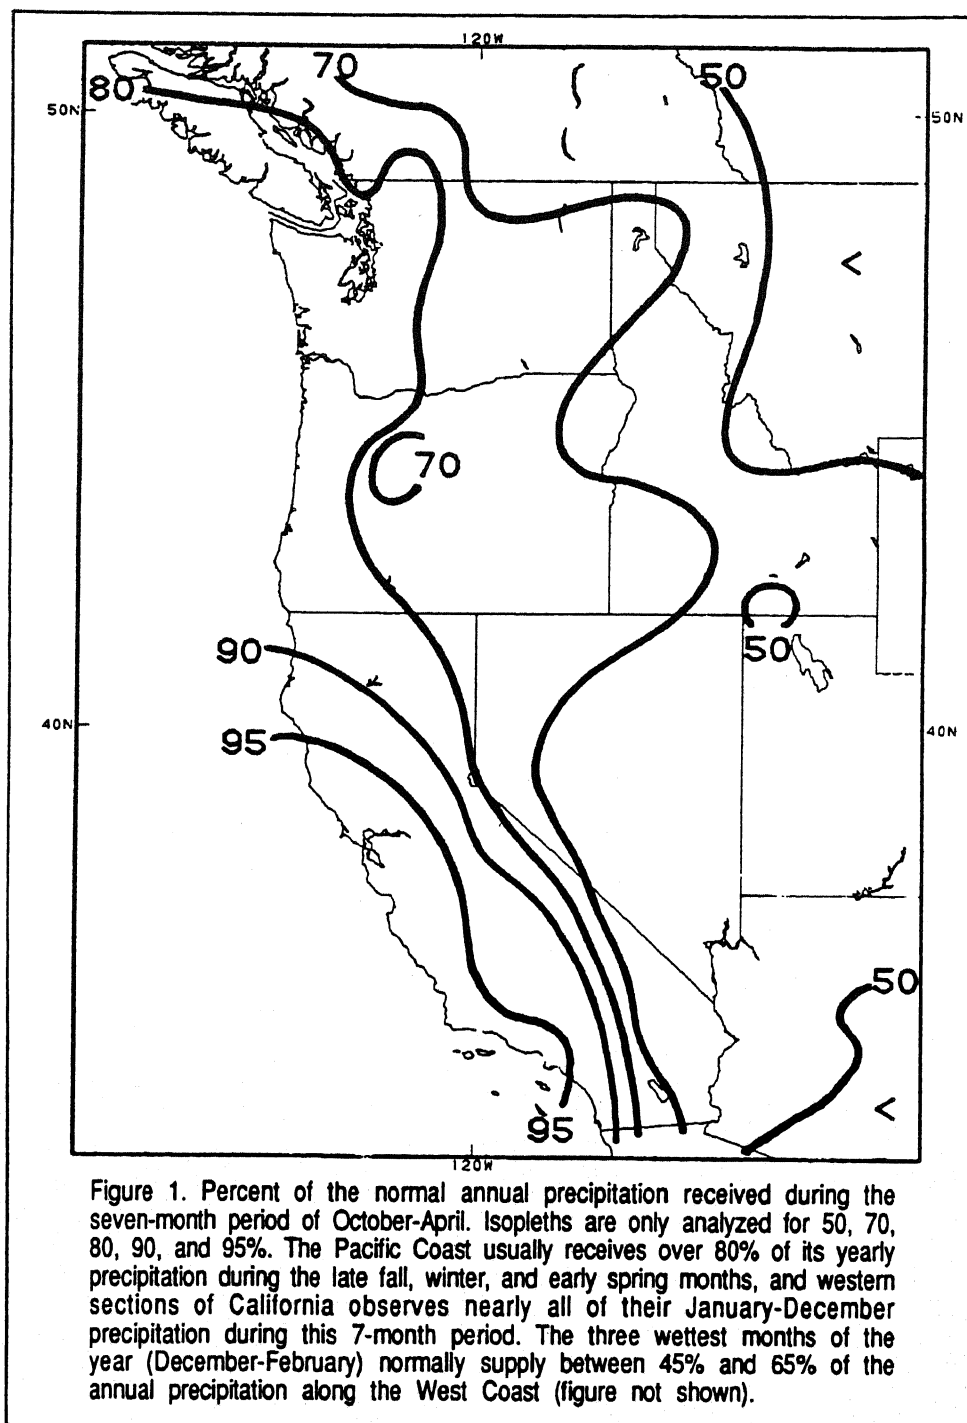 120W
70
50
80
50N
50N
<
70
50
90
40N
40N
95
50
<
95
120W
Figure 1. Percent of the normal annual precipitation received during the
seven-month period of October-April. Isopleths are only analyzed for 50, 70,
80, 90, and 95%. The Pacific Coast usually receives over 80% of its yearly
precipitation during the late fall, winter, and early spring months, and western
sections of California observes nearly all of their January-December
precipitation during this 7-month period. The three wettest months of the
year (December-February) normally supply between 45% and 65% of the
annual precipitation along the West Coast (figure not shown).